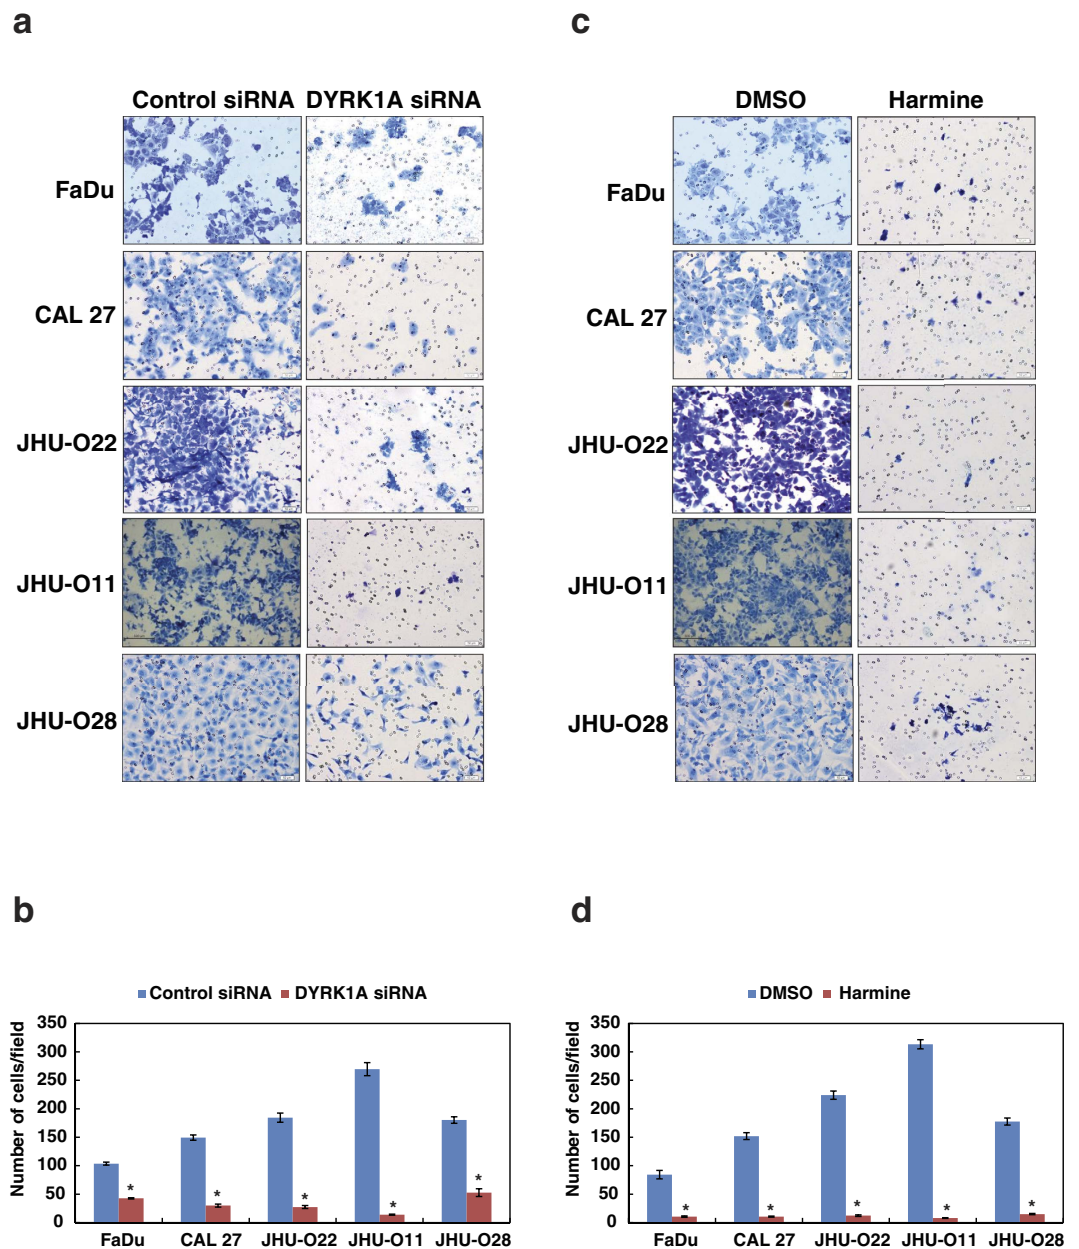 a
Control siRNA DYRK1A siRNA
FaDu
CAL 27
JHU-O22
JHU-O11
JHU-O28
c
DMSO Harmine
FaDu
CAL 27
JHU-O22
JHU-O11
JHU-O28
b
Control siRNA DYRK1A siRNA
Number of cells/field
350
300
250
200
150
100
50
0
* * * * *
FaDu CAL 27 JHU-O22 JHU-O11 JHU-O28
d
DMSO Harmine
Number of cells/field
350
300
250
200
150
100
50
0
* * * * *
FaDu CAL 27 JHU-O22 JHU-O11 JHU-O28